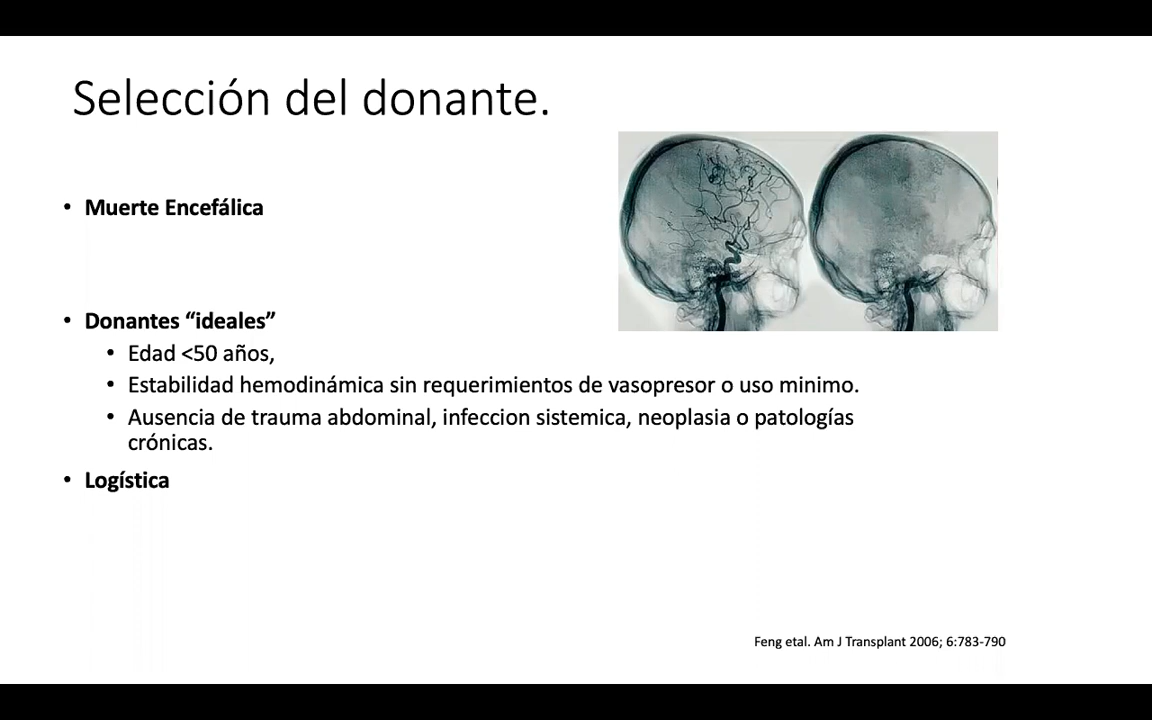 Selección del donante.
• Muerte Encefálica
• Donantes “ideales”
• Edad <50 años,
• Estabilidad hemodinámica sin requerimientos de vasopresor o uso minimo.
• Ausencia de trauma abdominal, infeccion sistemica, neoplasia o patologías
crónicas.
• Logística
Feng etal. Am J Transplant 2006; 6:783-790